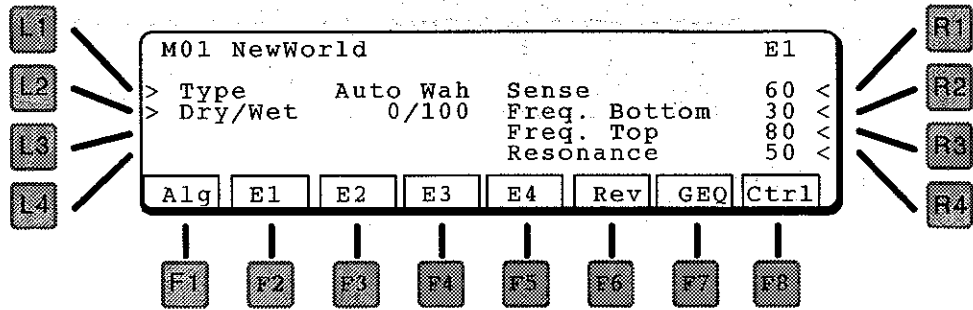 L1
R1
M01 NewWorld E1
L2
R2
> Type Auto Wah Sense 60 <
> Dry/Wet 0/100 Freq. Bottom 30 <
L3
R3
Freq. Top 80 <
Resonance 50 <
L4
R4
Alg E1 E2 E3 E4 Rev GEQ Ctrl
F1 F2 F3 F4 F5 F6 F7 F8